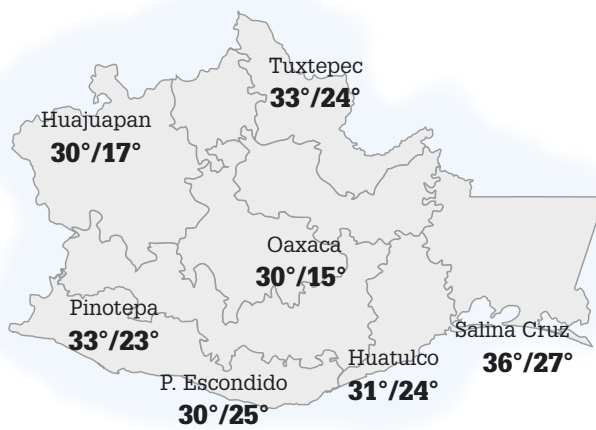 Tuxtepec
33°/24°
Huajuapan
30°/17°
Oaxaca
30°/15°
Pinotepa
33°/23°
Salina Cruz
36°/27°
Huatulco
31°/24°
P. Escondido
30°/25°